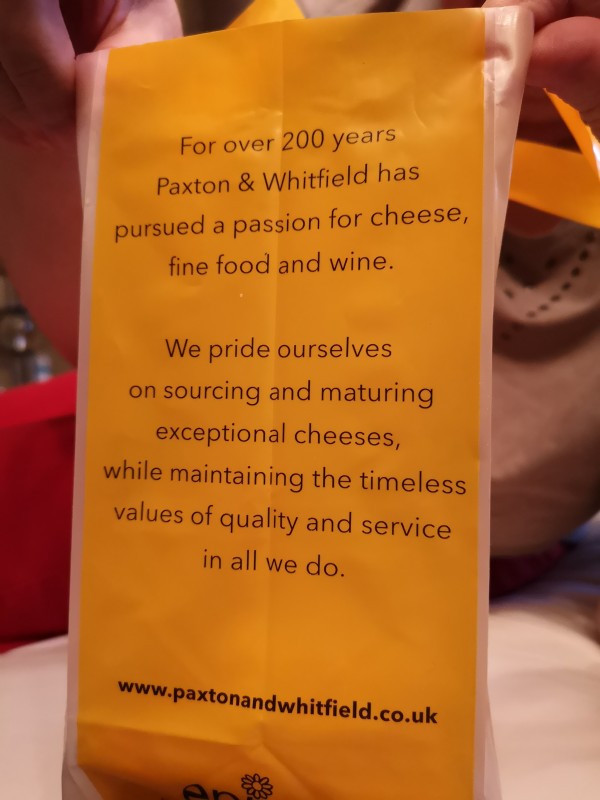 For over 200 years
Paxton & Whitfield has
pursued a passion for cheese,
fine food and wine.
We pride ourselves
on sourcing and maturing
exceptional cheeses,
while maintaining the timeless
values of quality and service
in all we do.
www.paxtonandwhitfield.co.uk